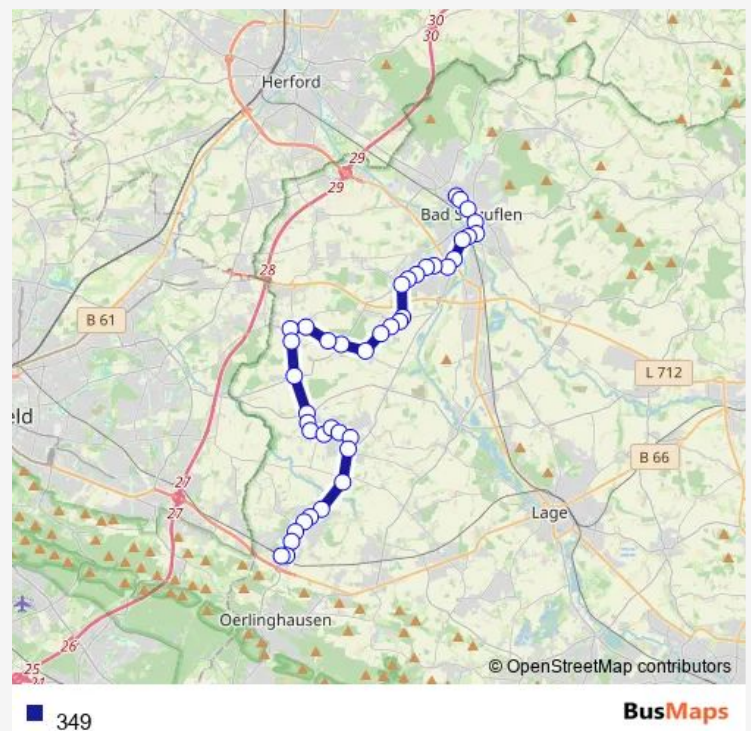 30
30
Herford
29
29
Bad S
uflen
28
B 61
L 712
eld
B 66
27
27
Lage
Oerlinghausen
26
25
© OpenStreetMap contributors
349
BusMaps